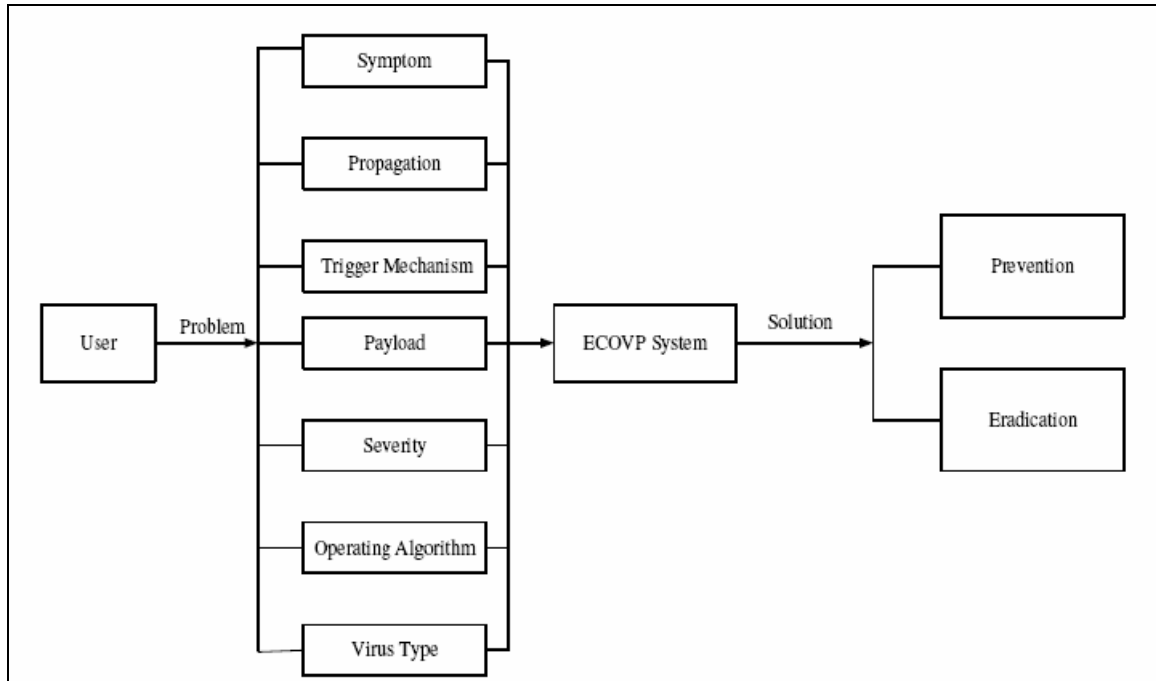 Symptom
Propagation
Trigger Mechanism
User
Problem
Payload
ECOVP System
Solution
Prevention
Eradication
Severity
Operating Algorithm
Virus Type